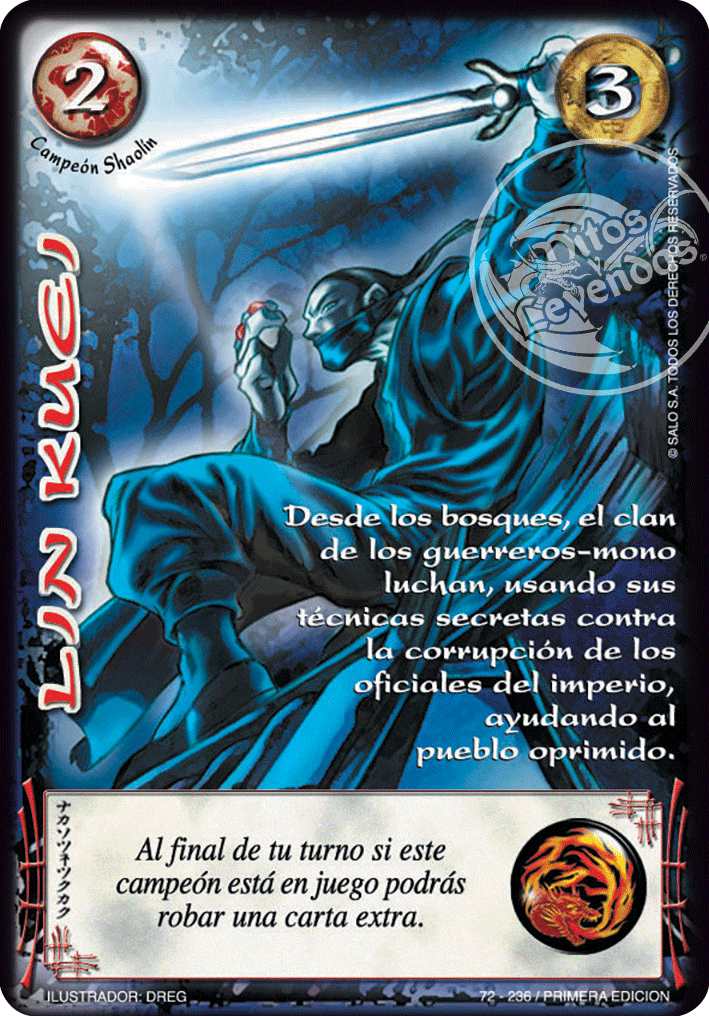 2
3
Campeón Shaolin
Mitos
y
Leyendas
®
© SALO S.A. TODOS LOS DERECHOS RESERVADOS
LIN KUEI
Desde los bosques, el clan
de los guerreros-mono
luchan, usando sus
técnicas secretas contra
la corrupción de los
oficiales del imperio,
ayudando al
pueblo oprimido.
ナカソツネツクカク
Al final de tu turno si este
campeón está en juego podrás
robar una carta extra.
ILUSTRADOR: DREG
72 - 236 / PRIMERA EDICION